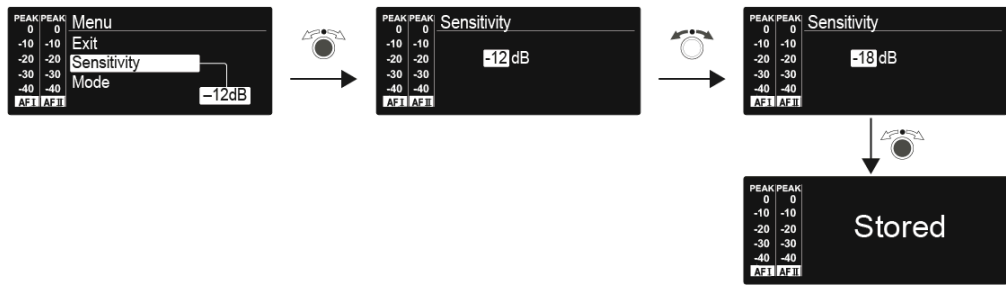 PEAK PEAK Menu
0 0
-10 -10 Exit
-20 -20 Sensitivity
-30 -30 Mode
-40 -40 –12dB
AF I AF II
PEAK PEAK Sensitivity
0 0
-10 -10
-20 -20 -12 dB
-30 -30
-40 -40
AF I AF II
PEAK PEAK Sensitivity
0 0
-10 -10
-20 -20 -18 dB
-30 -30
-40 -40
AF I AF II
PEAK PEAK
0 0
-10 -10
-20 -20 Stored
-30 -30
-40 -40
AF I AF II